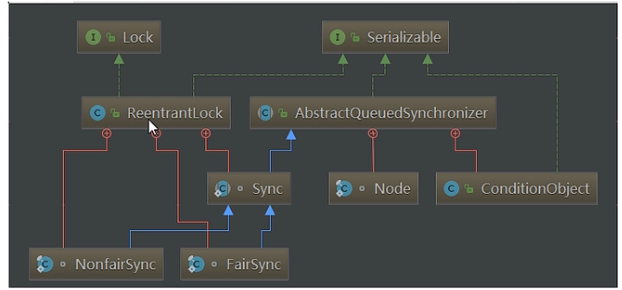 I Lock
I Serializable
C ReentrantLock
C AbstractQueuedSynchronizer
C Sync
C Node
C ConditionObject
C NonfairSync
C FairSync